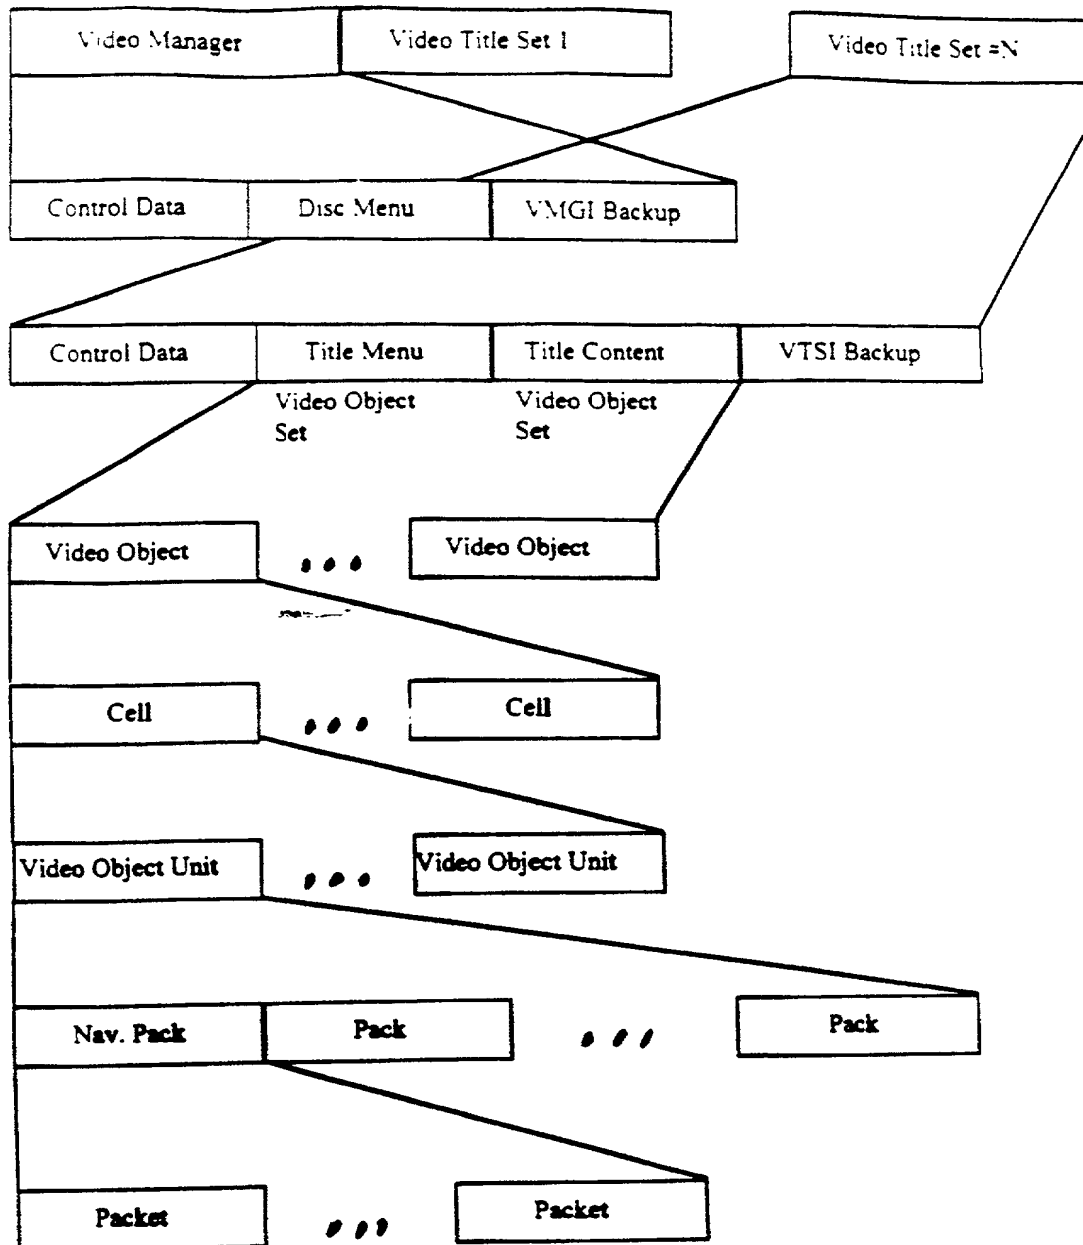 Video Manager
Video Title Set 1
Video Title Set =N
Control Data
Disc Menu
VMGI Backup
Control Data
Title Menu
Title Content
VTSI Backup
Video Object
Set
Video Object
Set
Video Object
Video Object
Cell
Cell
Video Object Unit
Video Object Unit
Nav. Pack
Pack
Pack
Packet
Packet